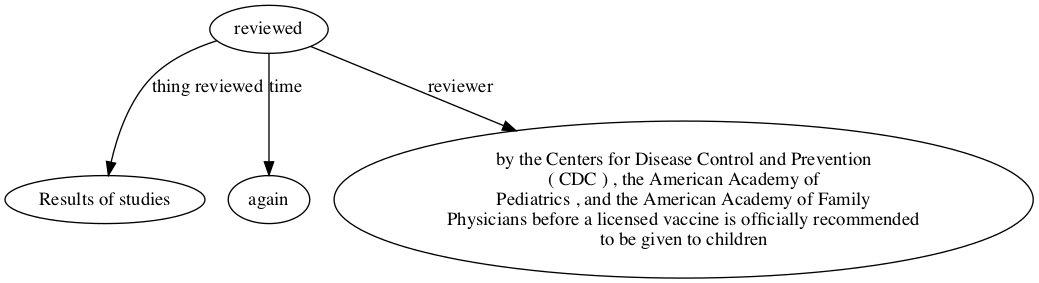 reviewed
thing reviewed
time
reviewer
Results of studies
again
by the Centers for Disease Control and Prevention
( CDC ) , the American Academy of
Pediatrics , and the American Academy of Family
Physicians before a licensed vaccine is officially recommended
to be given to children